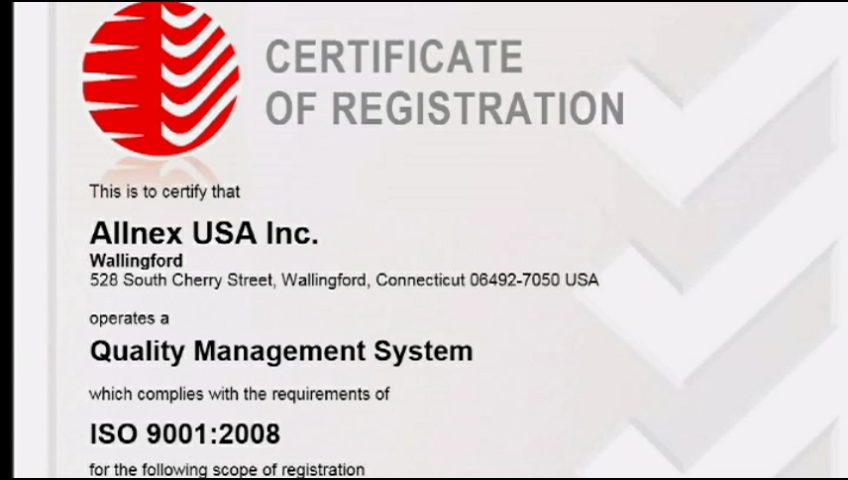 CERTIFICATE
OF REGISTRATION
This is to certify that
Allnex USA Inc.
Wallingford
528 South Cherry Street, Wallingford, Connecticut 06492-7050 USA
operates a
Quality Management System
which complies with the requirements of
ISO 9001:2008
for the following scope of registration